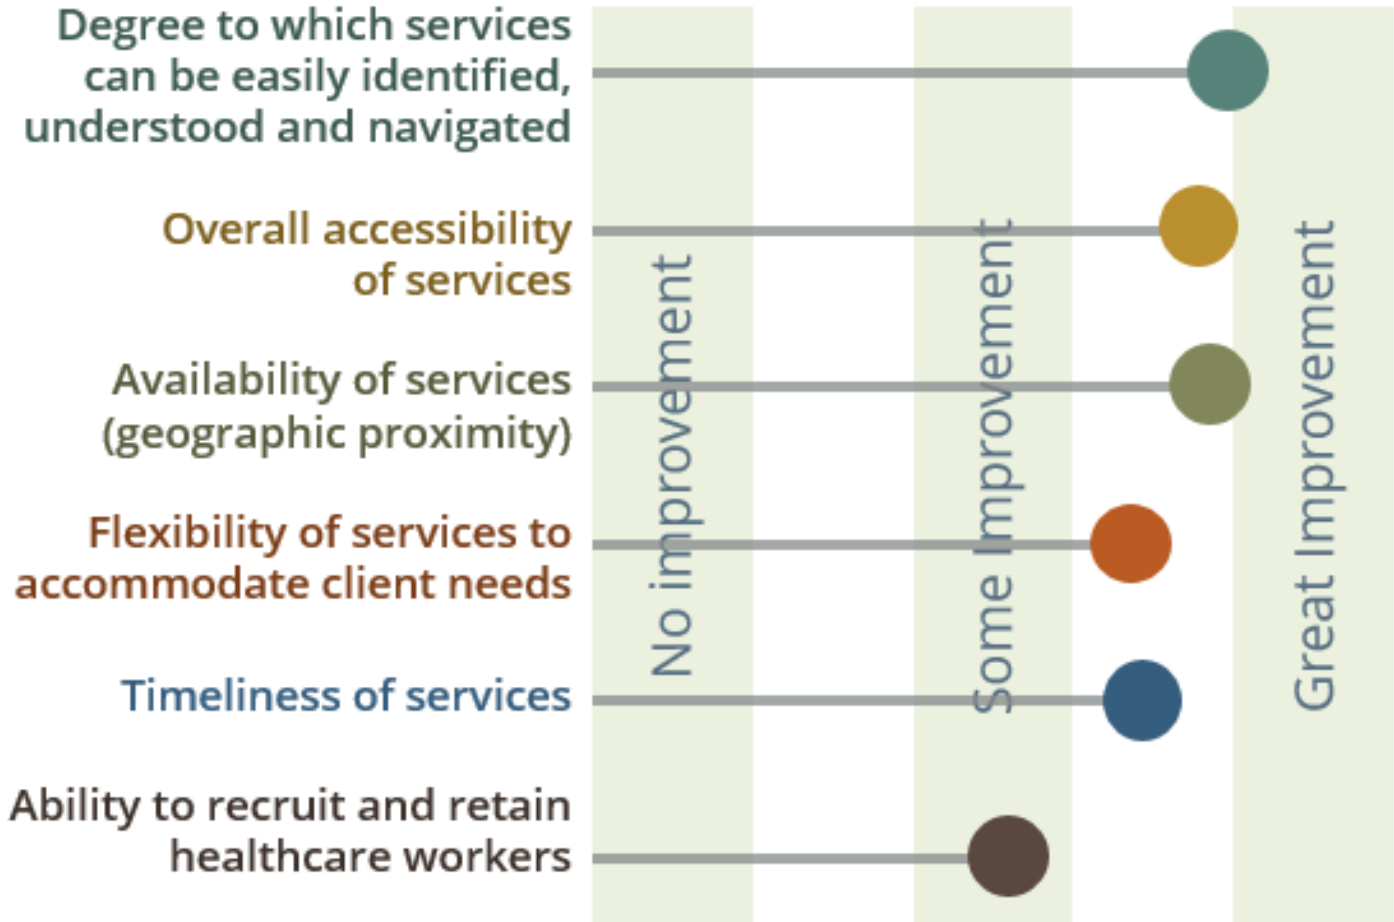 Degree to which services
can be easily identified,
understood and navigated
Overall accessibility
of services
Availability of services
(geographic proximity)
Flexibility of services to
accommodate client needs
Timeliness of services
Ability to recruit and retain
healthcare workers
No improvement
Some Improvement
Great Improvement